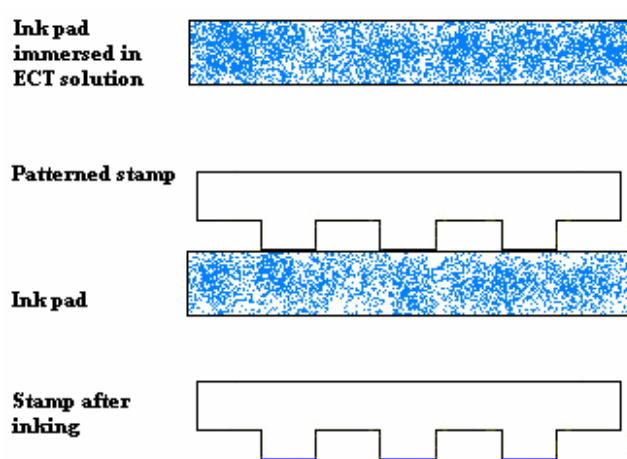 Ink pad
immersed in
ECT solution
Patterned stamp
Ink pad
Stamp after
inking